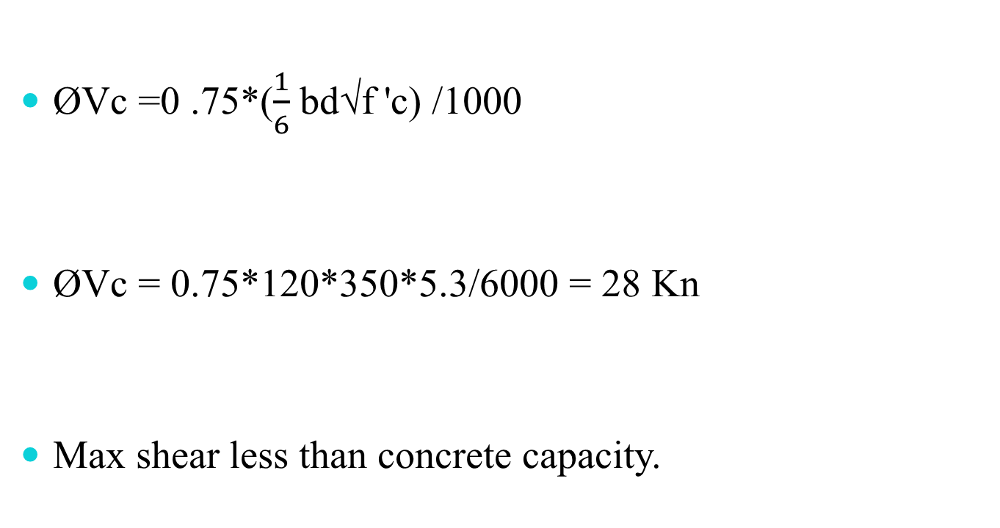 • ØVc =0 .75*(1/6 bd√f 'c) /1000
• ØVc = 0.75*120*350*5.3/6000 = 28 Kn
• Max shear less than concrete capacity.